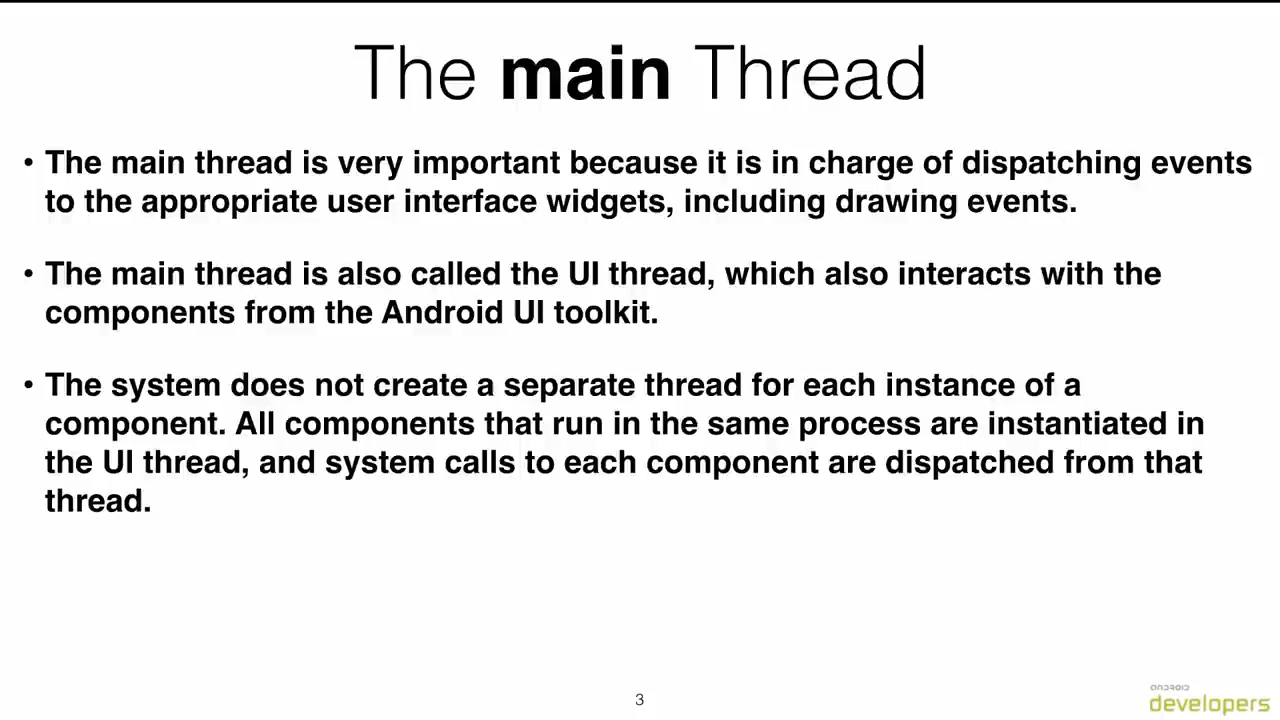 The main Thread
• The main thread is very important because it is in charge of dispatching events
to the appropriate user interface widgets, including drawing events.
• The main thread is also called the UI thread, which also interacts with the
components from the Android UI toolkit.
• The system does not create a separate thread for each instance of a
component. All components that run in the same process are instantiated in
the UI thread, and system calls to each component are dispatched from that
thread.
3
ANDROID
developers